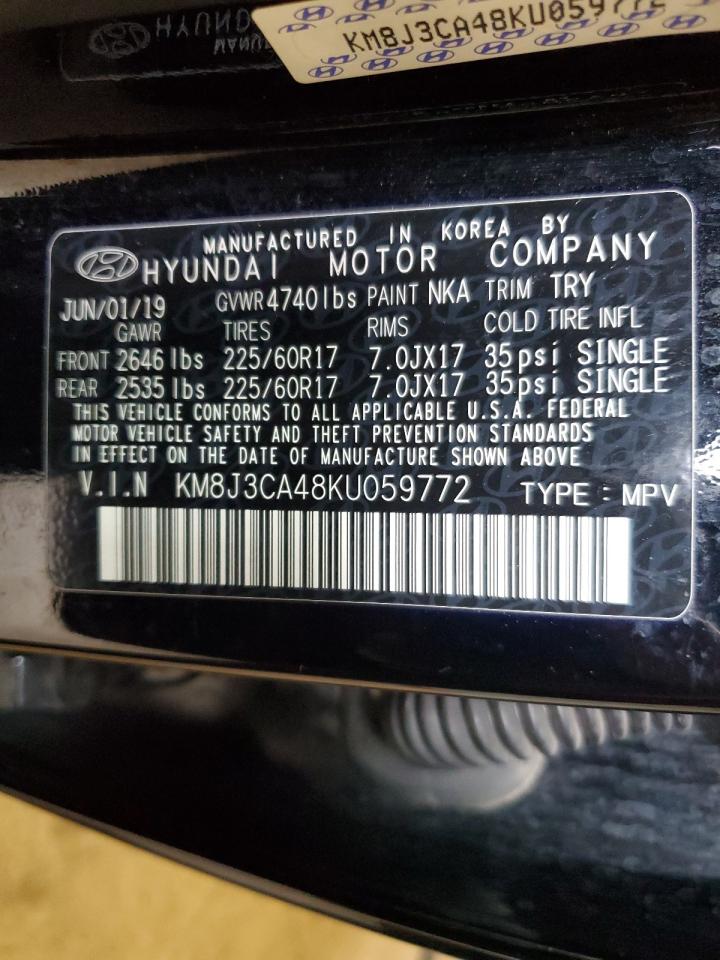 HYUND
KM8J3CA48KU059772
MANUFACTURED IN KOREA BY
HYUNDAI MOTOR COMPANY
JUN/01/19 GVWR 4740lbs PAINT NKA TRIM TRY
GAWR TIRES RIMS COLD TIRE INFL
FRONT 2646 lbs 225/60R17 7.0JX17 35psi SINGLE
REAR 2535 lbs 225/60R17 7.0JX17 35psi SINGLE
THIS VEHICLE CONFORMS TO ALL APPLICABLE U.S.A. FEDERAL
MOTOR VEHICLE SAFETY AND THEFT PREVENTION STANDARDS
IN EFFECT ON THE DATE OF MANUFACTURE SHOWN ABOVE
V.I.N KM8J3CA48KU059772 TYPE : MPV